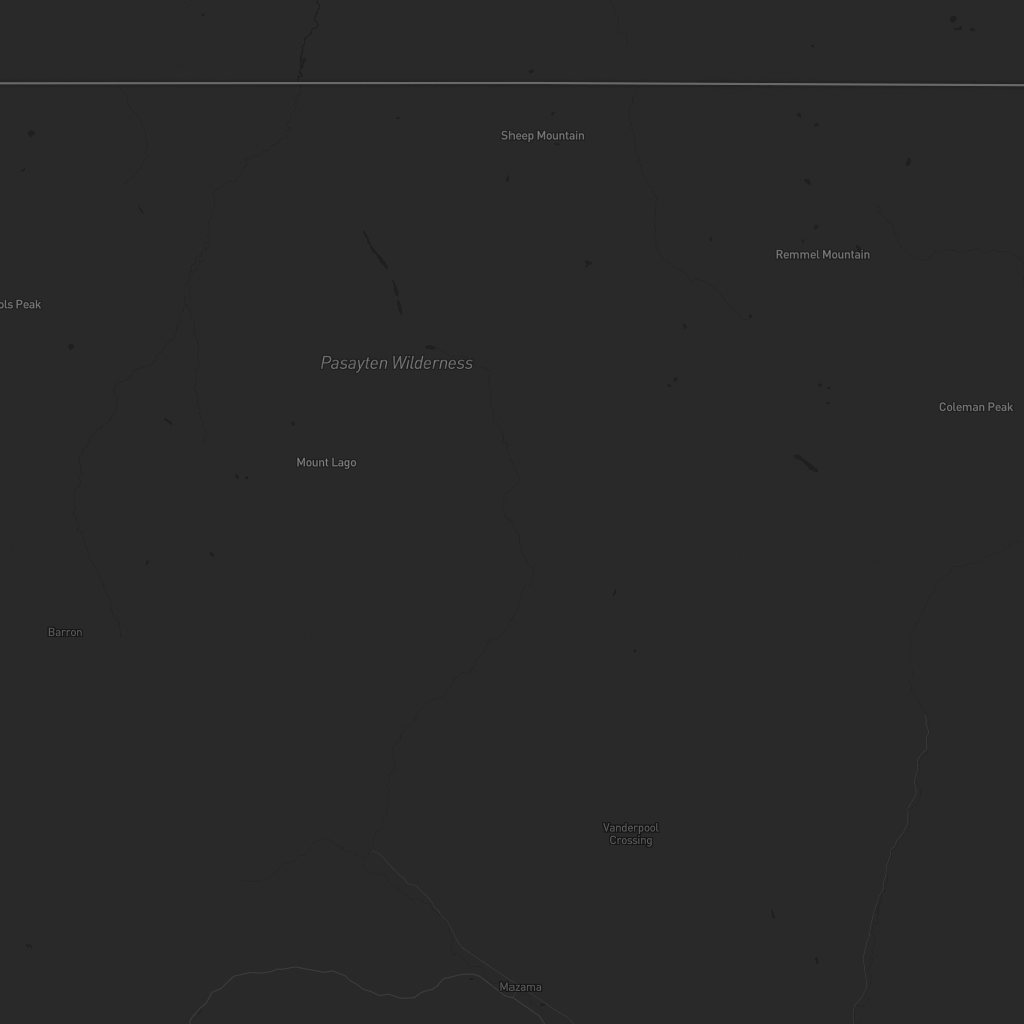 Sheep Mountain
Remmel Mountain
ols Peak
Pasayten Wilderness
Coleman Peak
Mount Lago
Barron
Vanderpool
Crossing
Mazama